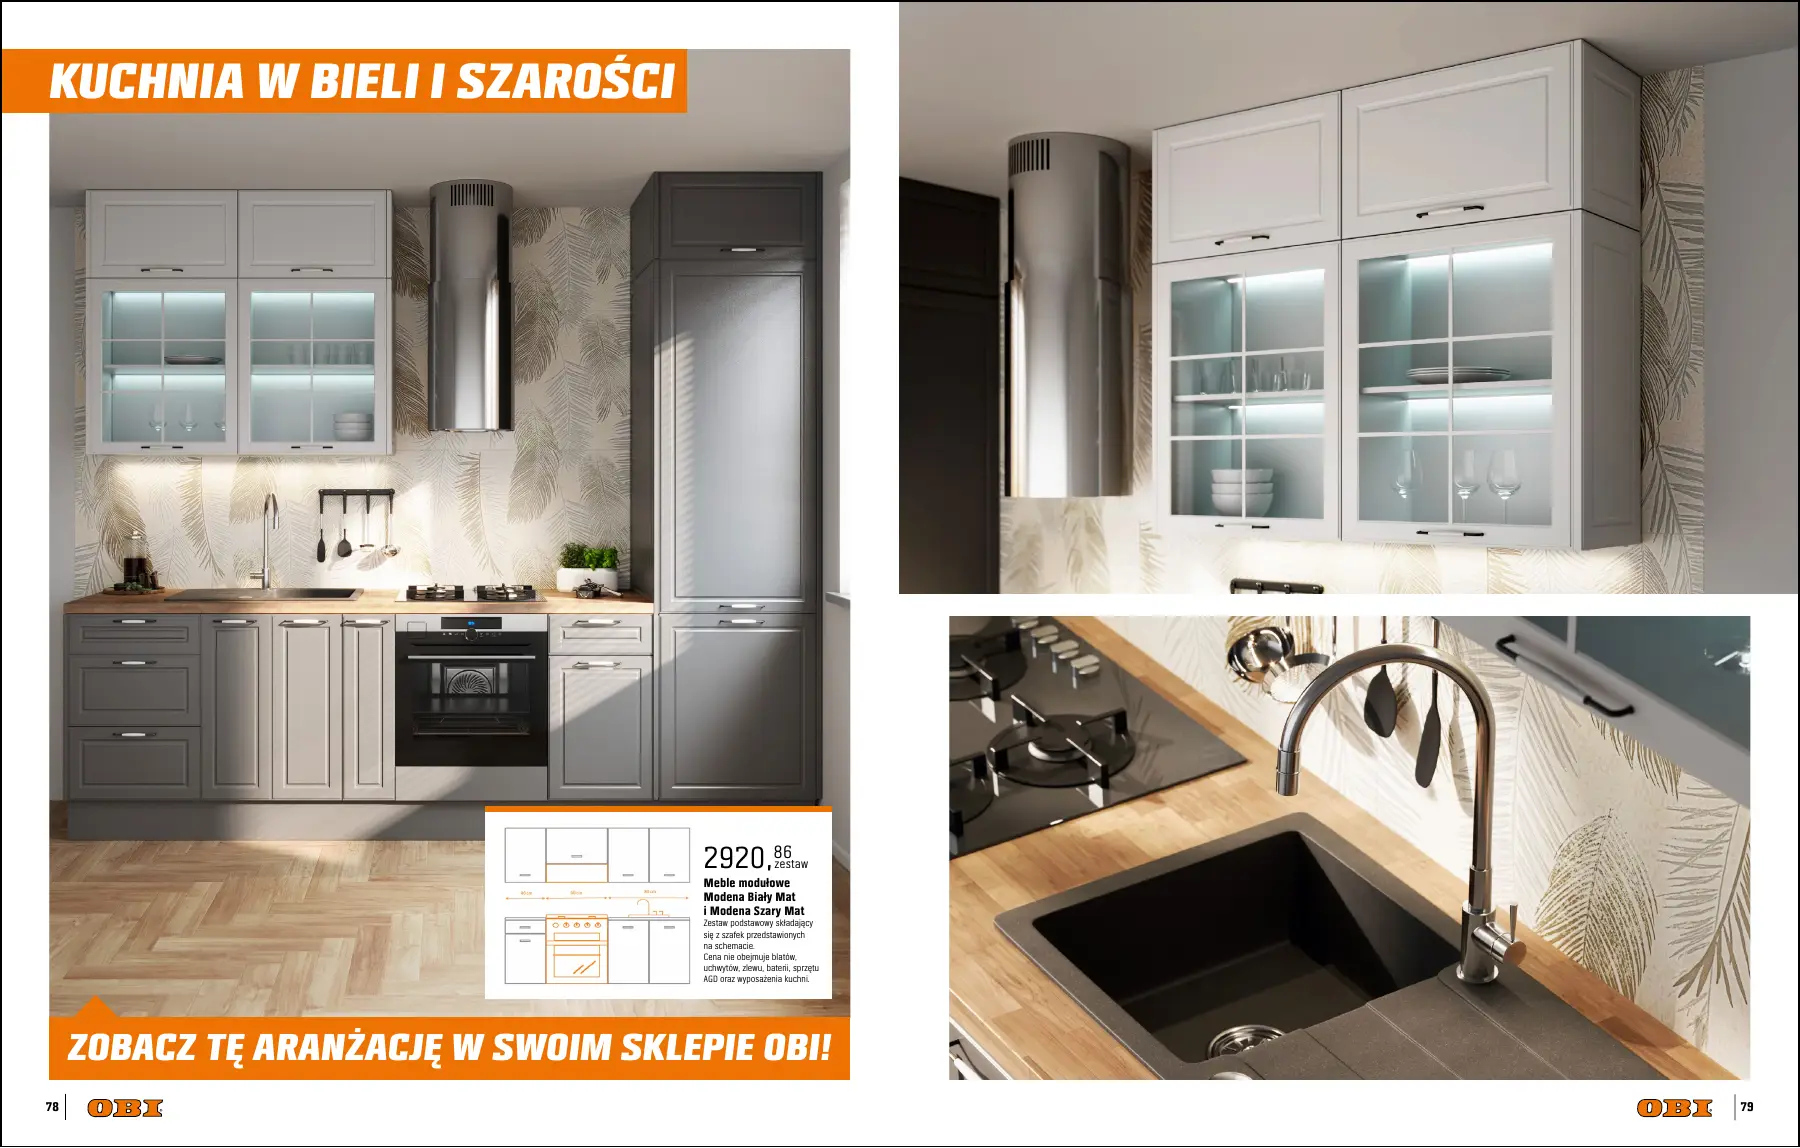 KUCHNIA W BIELI I SZAROŚCI
2920,86
zestaw
Meble modułowe
Modena Biały Mat
i Modena Szary Mat
Zestaw podstawowy składający
się z szafek przedstawionych
na schemacie.
Cena nie obejmuje blatów,
uchwytów, zlewu, baterii, sprzętu
AGD oraz wyposażenia kuchni.
60 cm
ZOBACZ TĘ ARANŻACJĘ W SWOIM SKLEPIE OBI!
78
OBI
OBI
79